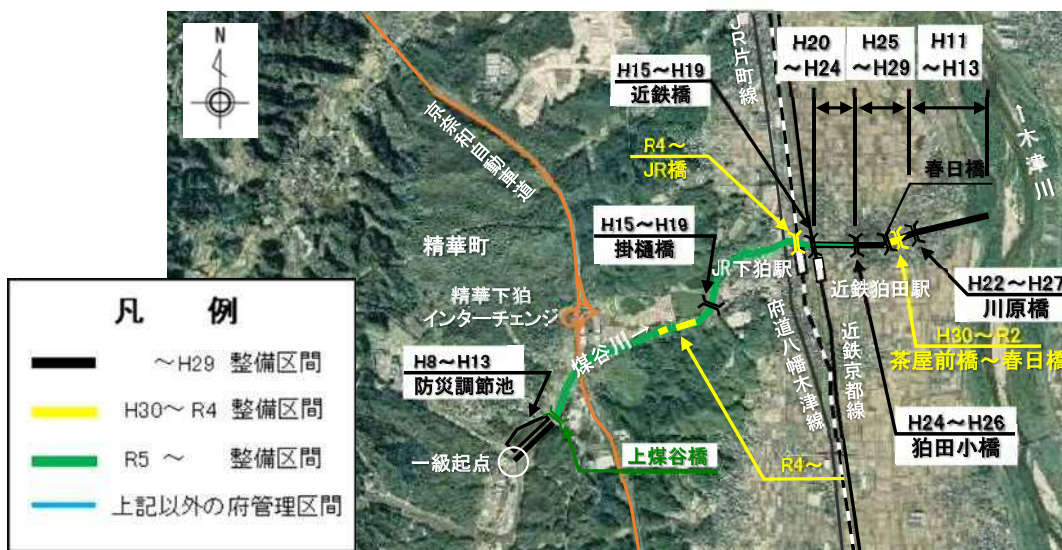 N
京奈和自動車道
JR片町線
H15～H19
近鉄橋
H20
～H24
H25
～H29
H11
～H13
←木津川
R4～
JR橋
春日橋
精華町
H15～H19
掛樋橋
JR下狛駅
近鉄狛田駅
H22～H27
川原橋
精華下狛
インターチェンジ
煤谷川→
府道八幡木津線
近鉄京都線
H30～R2
茶屋前橋～春日橋
H8～H13
防災調節池
H24～H26
狛田小橋
一級起点
上煤谷橋
R4～
凡 例
～H29 整備区間
H30～ R4 整備区間
R5 ～ 整備区間
上記以外の府管理区間